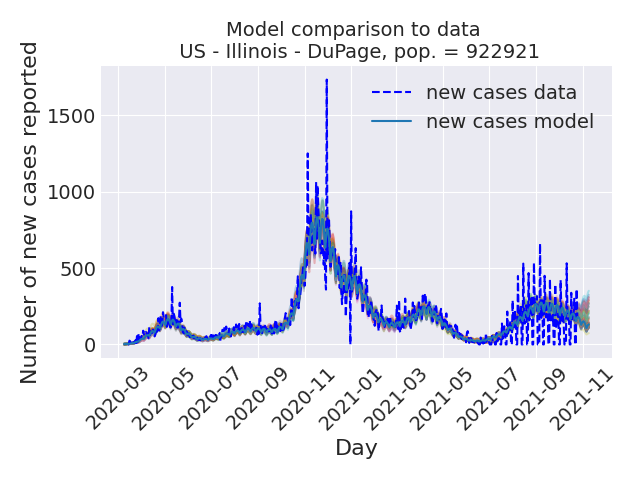 Model comparison to data
US - Illinois - DuPage, pop. = 922921
Number of new cases reported
1500
1000
500
0
new cases data
new cases model
2020-03
2020-05
2020-07
2020-09
2020-11
2021-01
2021-03
2021-05
2021-07
2021-09
2021-11
Day